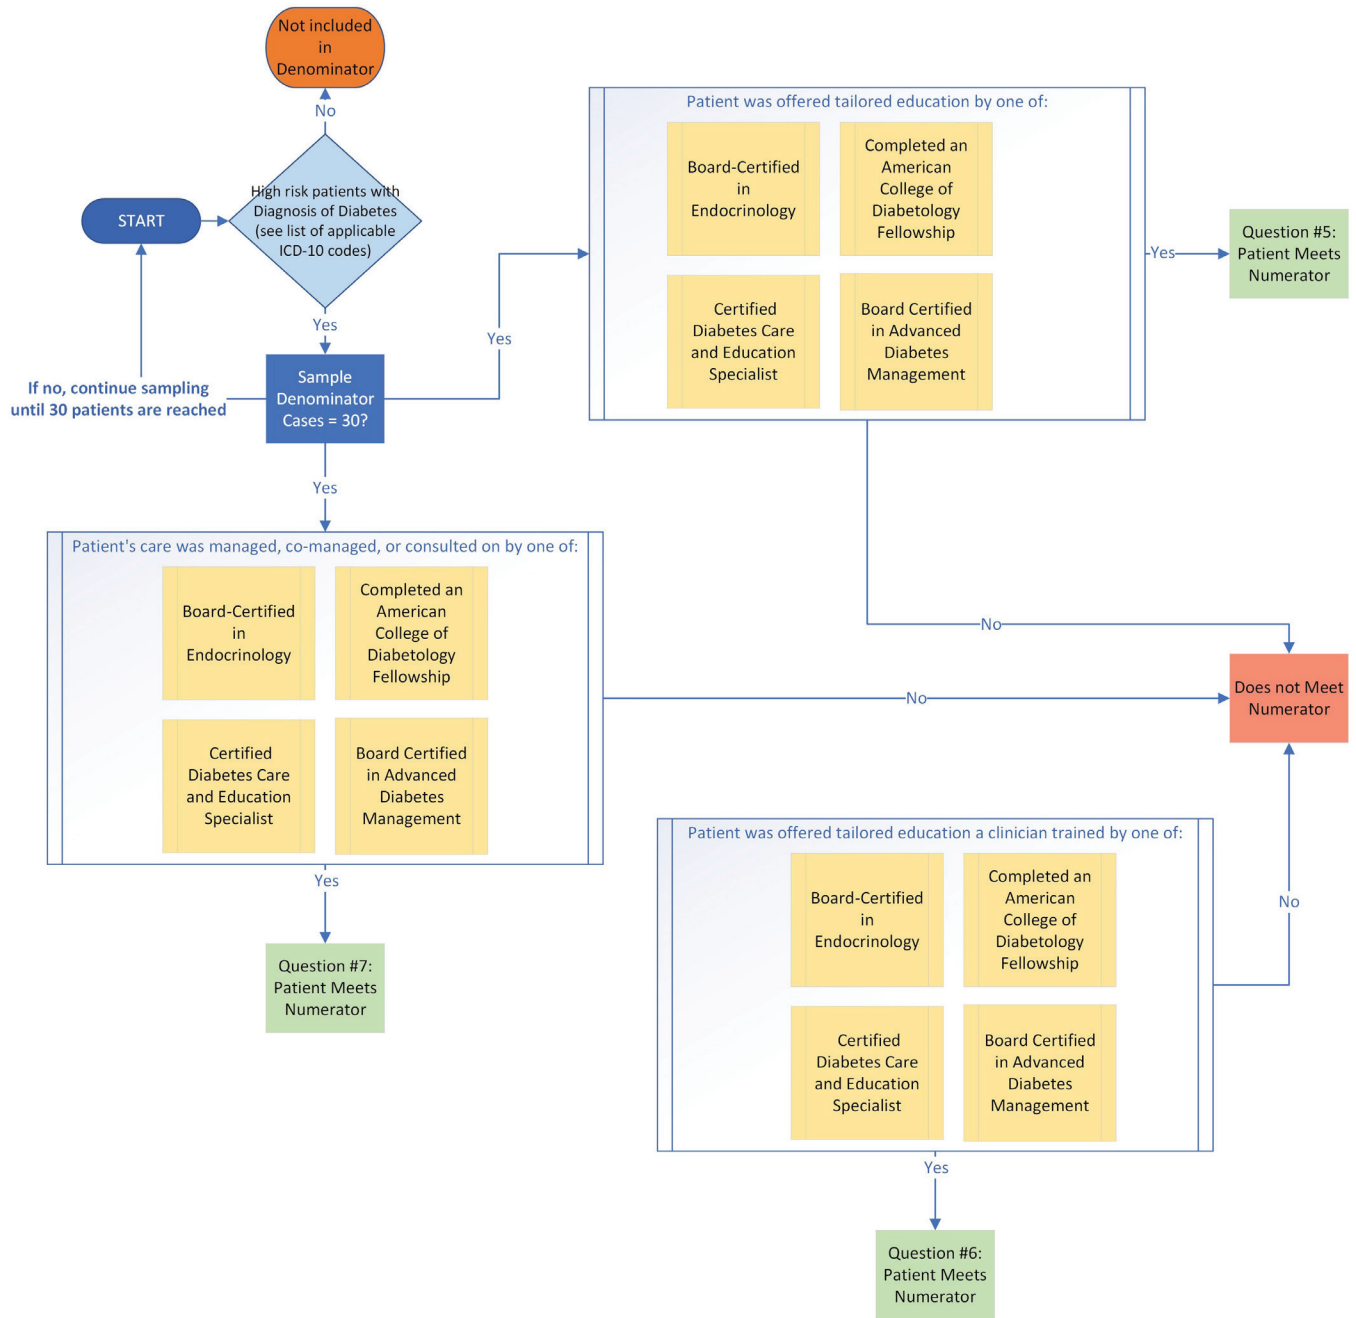 Not included
in
Denominator
No
High risk patients with
Diagnosis of Diabetes
(see list of applicable
ICD-10 codes)
START
Yes
If no, continue sampling
until 30 patients are reached
Sample
Denominator
Cases = 30?
Yes
Yes
Patient was offered tailored education by one of:
Board-Certified
in
Endocrinology
Completed an
American
College of
Diabetology
Fellowship
Certified
Diabetes Care
and Education
Specialist
Board Certified
in Advanced
Diabetes
Management
Yes
Question #5:
Patient Meets
Numerator
No
Patient's care was managed, co-managed, or consulted on by one of:
Board-Certified
in
Endocrinology
Completed an
American
College of
Diabetology
Fellowship
Certified
Diabetes Care
and Education
Specialist
Board Certified
in Advanced
Diabetes
Management
No
Does not Meet
Numerator
Yes
Question #7:
Patient Meets
Numerator
Patient was offered tailored education a clinician trained by one of:
Board-Certified
in
Endocrinology
Completed an
American
College of
Diabetology
Fellowship
Certified
Diabetes Care
and Education
Specialist
Board Certified
in Advanced
Diabetes
Management
No
Yes
Question #6:
Patient Meets
Numerator